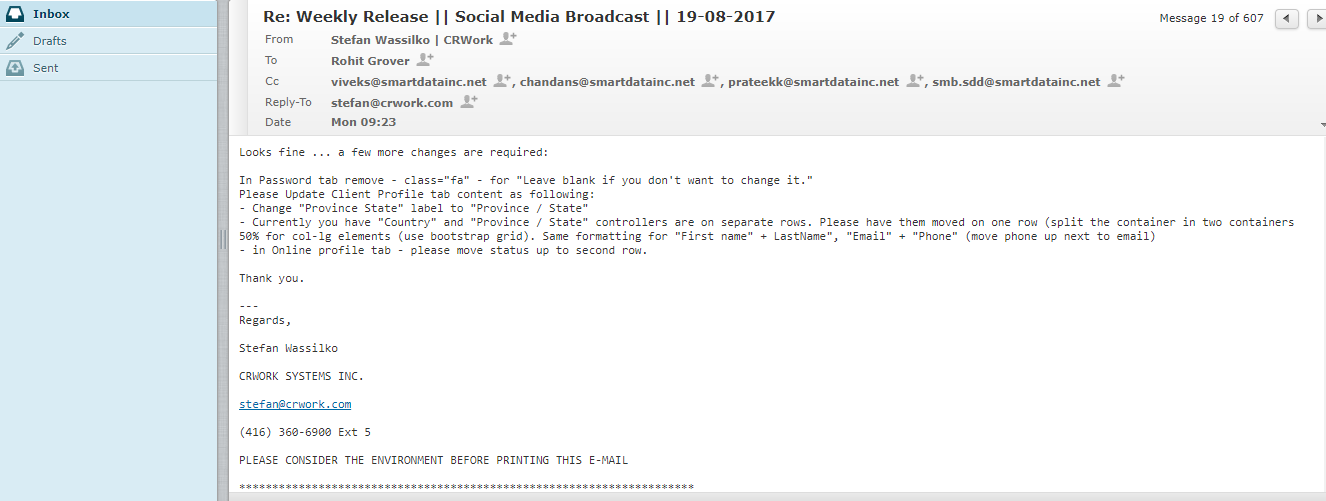 Inbox
Drafts
Sent
Re: Weekly Release || Social Media Broadcast || 19-08-2017
Message 19 of 607
From Stefan Wassilko | CRWork
To Rohit Grover
Cc viveks@smartdatainc.net , chandans@smartdatainc.net , prateekk@smartdatainc.net , smb.sdd@smartdatainc.net
Reply-To stefan@crwork.com
Date Mon 09:23
Looks fine ... a few more changes are required:
In Password tab remove - class="fa" - for "Leave blank if you don't want to change it."
Please Update Client Profile tab content as following:
- Change "Province State" label to "Province / State"
- Currently you have "Country" and "Province / State" controllers are on separate rows. Please have them moved on one row (split the container in two containers
50% for col-lg elements (use bootstrap grid). Same formatting for "First name" + LastName", "Email" + "Phone" (move phone up next to email)
- in Online profile tab - please move status up to second row.
Thank you.
---
Regards,
Stefan Wassilko
CRWORK SYSTEMS INC.
stefan@crwork.com
(416) 360-6900 Ext 5
PLEASE CONSIDER THE ENVIRONMENT BEFORE PRINTING THIS E-MAIL
**********************************************************************